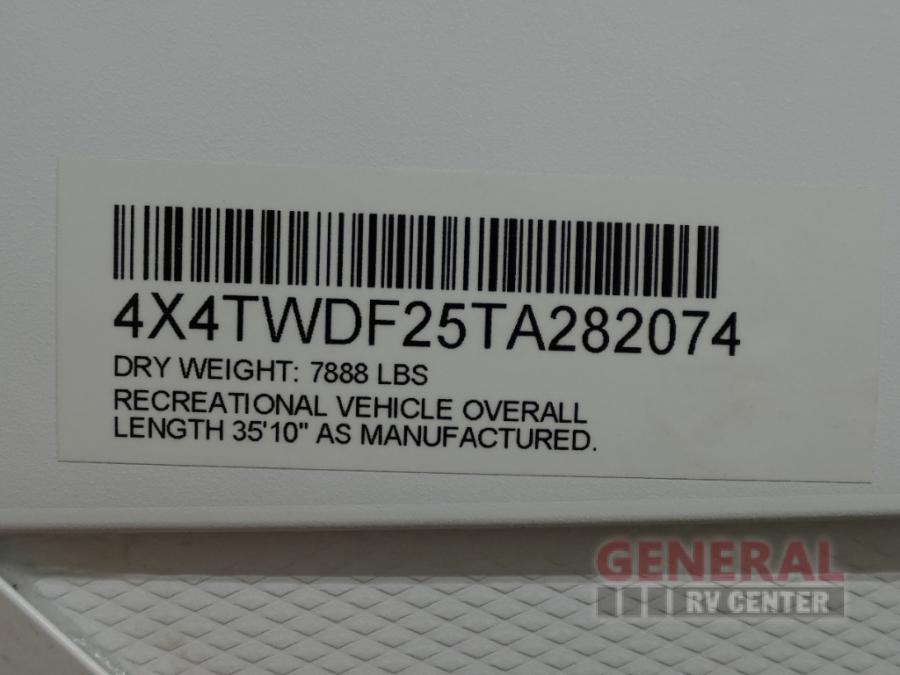 4X4TWDF25TA282074
DRY WEIGHT: 7888 LBS
RECREATIONAL VEHICLE OVERALL
LENGTH 35'10" AS MANUFACTURED.
GENERAL
RV CENTER